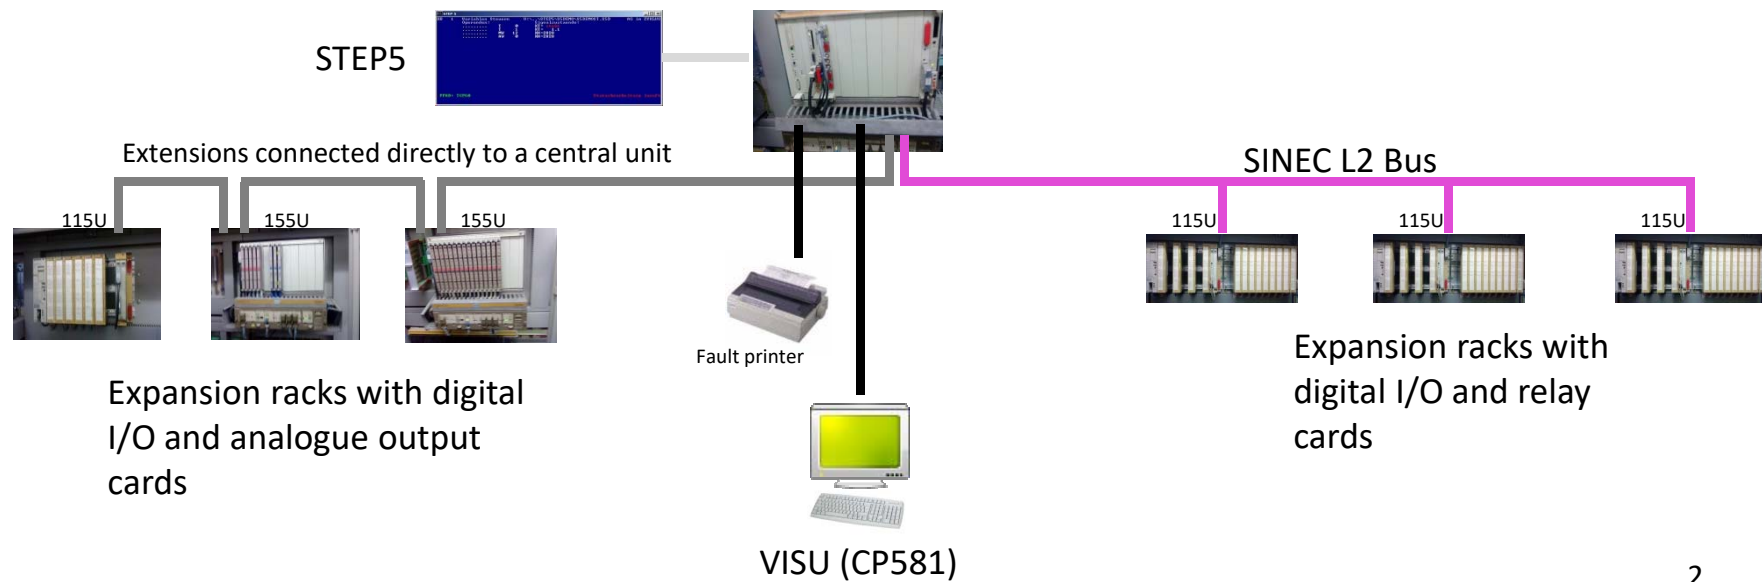 STEP5
Extensions connected directly to a central unit
SINEC L2 Bus
115U
155U
155U
115U
115U
115U
Fault printer
Expansion racks with digital
I/O and analogue output
cards
Expansion racks with
digital I/O and relay
cards
VISU (CP581)
2